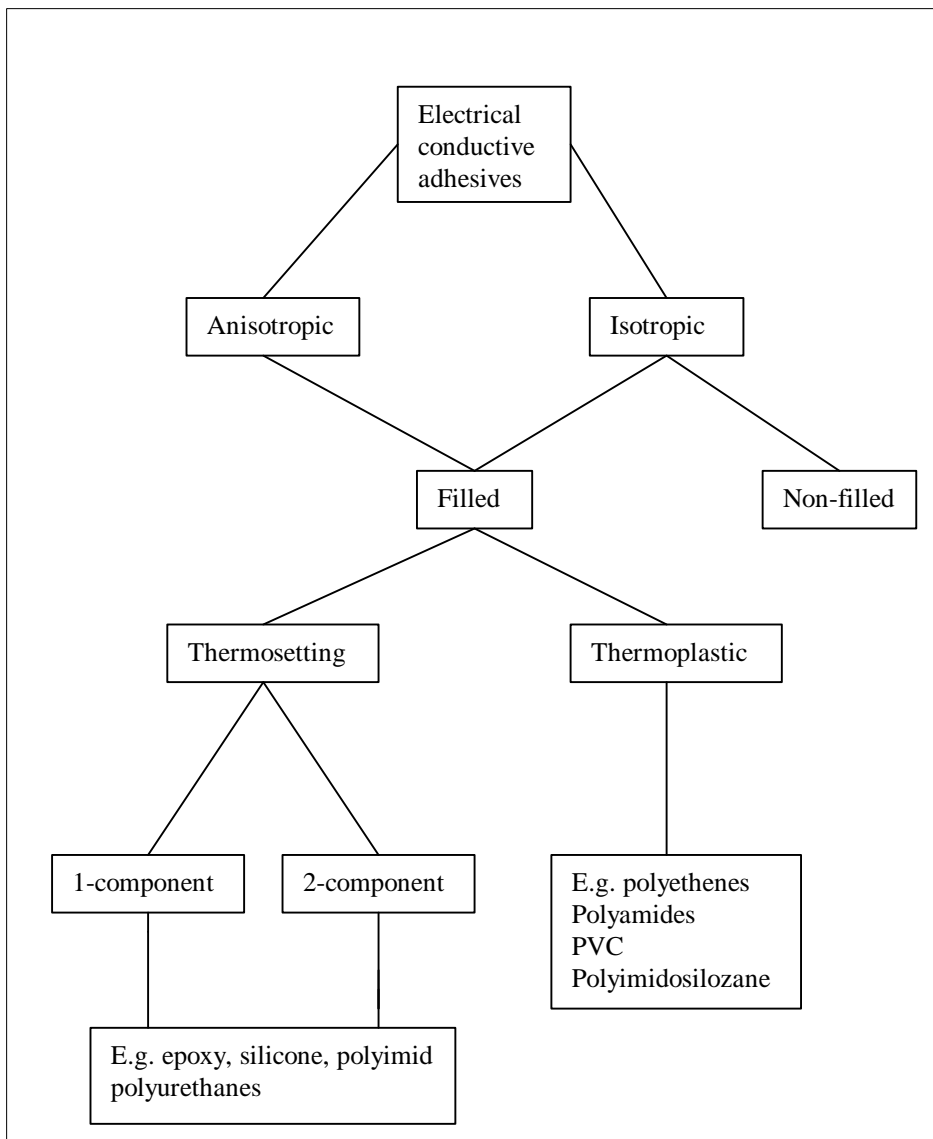 Electrical
conductive
adhesives
Anisotropic
Isotropic
Filled
Non-filled
Thermosetting
Thermoplastic
1-component
2-component
E.g. polyethenes
Polyamides
PVC
Polyimidosilozane
E.g. epoxy, silicone, polyimid
polyurethanes